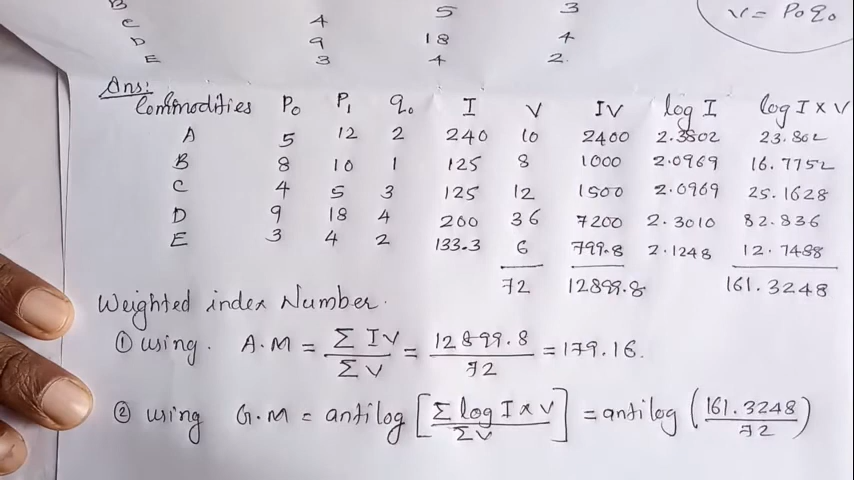 B
C 4 5 3
D 9 18 4
E 3 4 2
V = P₀q₀
Ans:
Commodities P₀ P₁ q₀ I V IV log I log I x V
A 5 12 2 240 10 2400 2.3802 23.802
B 8 10 1 125 8 1000 2.0969 16.7752
C 4 5 3 125 12 1500 2.0969 25.1628
D 9 18 4 200 36 7200 2.3010 82.836
E 3 4 2 133.3 6 799.8 2.1248 12.7488
72 12899.8 161.3248
Weighted index Number.
① using. A.M = Σ IV / Σ V = 12899.8 / 72 = 179.16.
② using G.M = antilog [Σ log I x V / ΣV] = antilog (161.3248 / 72)